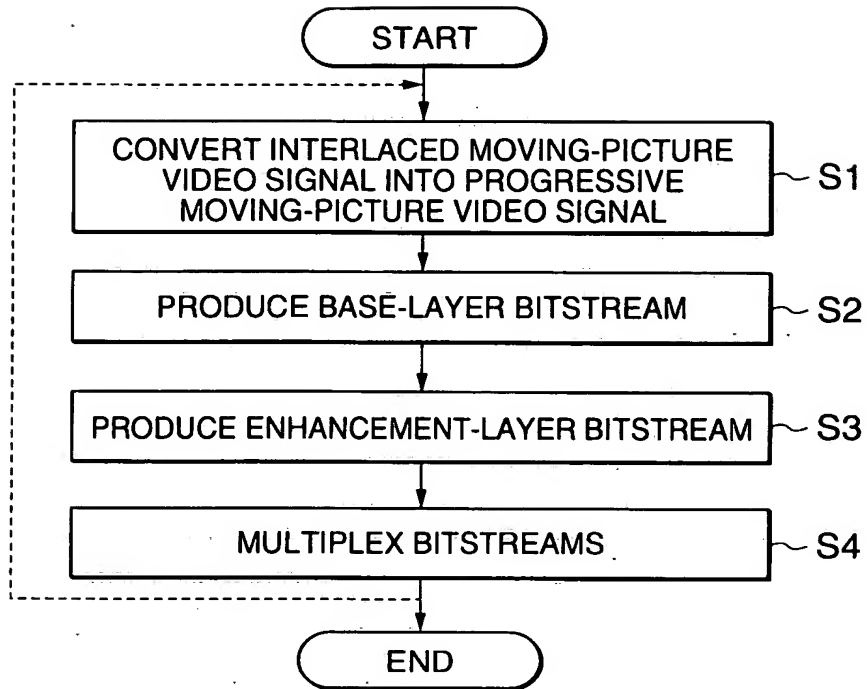 START
CONVERT INTERLACED MOVING-PICTURE
VIDEO SIGNAL INTO PROGRESSIVE
MOVING-PICTURE VIDEO SIGNAL
S1
PRODUCE BASE-LAYER BITSTREAM
S2
PRODUCE ENHANCEMENT-LAYER BITSTREAM
S3
MULTIPLEX BITSTREAMS
S4
END